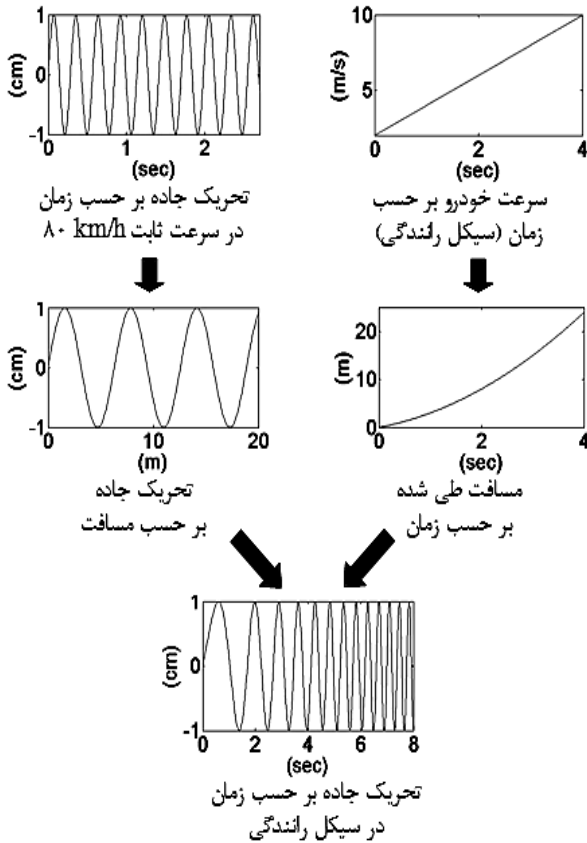 1
0
-1
(cm)
0 1 2
(sec)
10
5
(m/s)
0 2 4
(sec)
تحریک جاده بر حسب زمان
در سرعت ثابت ۸۰ km/h
سرعت خودرو بر حسب
زمان (سیکل رانندگی)
1
0
-1
(cm)
0 10 20
(m)
20
10
0
(m)
0 2 4
(sec)
تحریک جاده
بر حسب مسافت
مسافت طی شده
بر حسب زمان
1
0
-1
(cm)
0 2 4 6 8
(sec)
تحریک جاده بر حسب زمان
در سیکل رانندگی